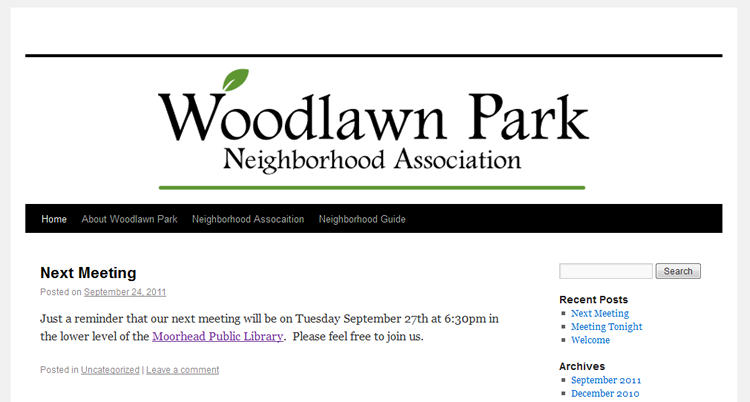 Woodlawn Park
Neighborhood Association
Home About Woodlawn Park Neighborhood Assocaition Neighborhood Guide
Next Meeting
Posted on September 24, 2011
Just a reminder that our next meeting will be on Tuesday September 27th at 6:30pm in
the lower level of the Moorhead Public Library. Please feel free to join us.
Posted in Uncategorized | Leave a comment
Search
Recent Posts
Next Meeting
Meeting Tonight
Welcome
Archives
September 2011
December 2010